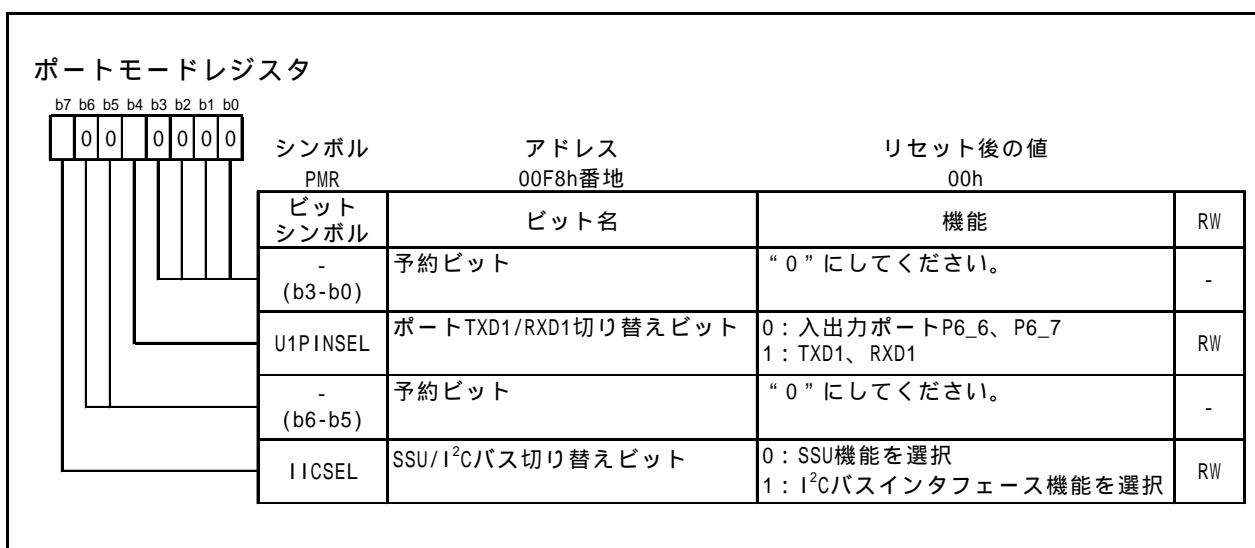 ポートモードレジスタ
b7 b6 b5 b4 b3 b2 b1 b0
0 0 0 0 0 0
シンボル アドレス リセット後の値
PMR 00F8h番地 00h
ビット
シンボル ビット名 機能 RW
-
(b3-b0) 予約ビット “0”にしてください。 -
U1PINSEL ポートTXD1/RXD1切り替えビット 0:入出力ポートP6_6、P6_7
1:TXD1、RXD1 RW
-
(b6-b5) 予約ビット “0”にしてください。 -
IICSEL SSU/I²Cバス切り替えビット 0:SSU機能を選択
1:I²Cバスインタフェース機能を選択 RW